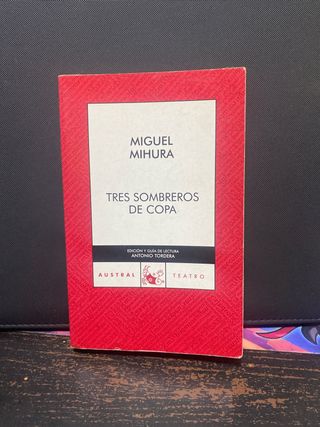 MIGUEL
MIHURA
TRES SOMBREROS
DE COPA
EDICIÓN Y GUÍA DE LECTURA
ANTONIO TORDERA
AUSTRAL TEATRO